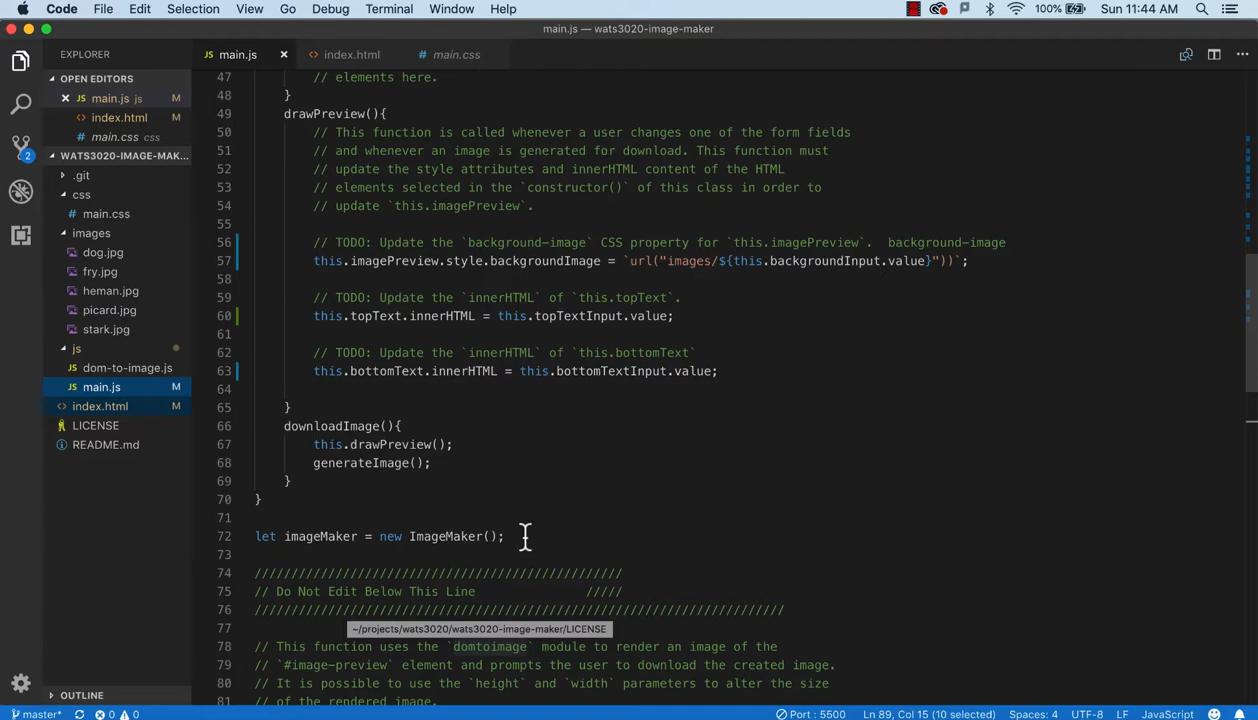 Code File Edit Selection View Go Debug Terminal Window Help 100% Sun 11:44 AM
main.js — wats3020-image-maker
EXPLORER
JS main.js
<> index.html
# main.css
OPEN EDITORS
JS main.js js M
<> index.html M
# main.css css
WATS3020-IMAGE-MAK...
.git
css
# main.css
images
dog.jpg
fry.jpg
heman.jpg
picard.jpg
stark.jpg
js
JS dom-to-image.js
JS main.js M
<> index.html M
LICENSE
README.md
OUTLINE
2
47 // elements here.
48 }
49 drawPreview(){
50 // This function is called whenever a user changes one of the form fields
51 // and whenever an image is generated for download. This function must
52 // update the style attributes and innerHTML content of the HTML
53 // elements selected in the `constructor()` of this class in order to
54 // update `this.imagePreview`.
55
56 // TODO: Update the `background-image` CSS property for `this.imagePreview`.  background-image
57 this.imagePreview.style.backgroundImage = `url("images/${this.backgroundInput.value}"))`;
58
59 // TODO: Update the `innerHTML` of `this.topText`.
60 this.topText.innerHTML = this.topTextInput.value;
61
62 // TODO: Update the `innerHTML` of `this.bottomText`
63 this.bottomText.innerHTML = this.bottomTextInput.value;
64
65 }
66 downloadImage(){
67 this.drawPreview();
68 generateImage();
69 }
70 }
71
72 let imageMaker = new ImageMaker();
73
74 //////////////////////////////////////////////////
75 // Do Not Edit Below This Line /////
76 ////////////////////////////////////////////////////////////////////////
77
~/projects/wats3020/wats3020-image-maker/LICENSE
78 // This function uses the `domtoimage` module to render an image of the
79 // `#image-preview` element and prompts the user to download the created image.
80 // It is possible to use the `height` and `width` parameters to alter the size
81 // of the rendered image.
master* 0 0 Port : 5500 Ln 89, Col 15 (10 selected) Spaces: 4 UTF-8 LF JavaScript